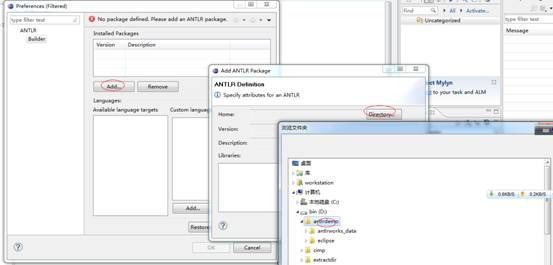 Preferences (Filtered)
type filter text
ANTLR
Builder
No package defined. Please add an ANTLR package.
Installed Packages
Version Description
Add... Remove
Languages:
Available language targets Custom languag
Add...
Restore
OK Cancel
Find
All Activate...
Uncategorized
type filter text
Message
ct Mylyn
to your task and ALM
Add ANTLR Package
ANTLR Definition
Specify attributes for an ANTLR
Home:
Directory...
Version:
Description:
Libraries:
浏览文件夹
桌面
库
workstation
计算机
本地磁盘 (C:)
bin (D:)
antlrdemo
antlrworks_data
eclipse
cimp
extractdir
0.6KB/s 0.2KB/s